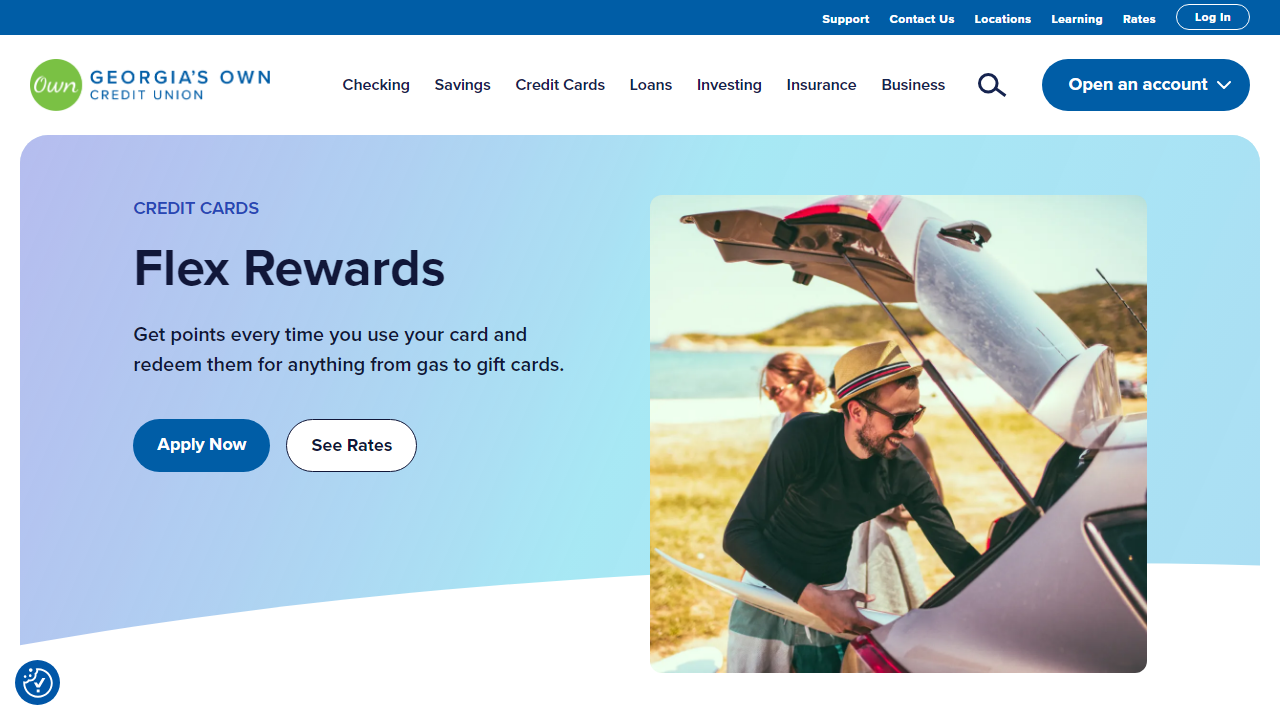 Support Contact Us Locations Learning Rates Log In
Own GEORGIA'S OWN
CREDIT UNION
Checking Savings Credit Cards Loans Investing Insurance Business Open an account
CREDIT CARDS
Flex Rewards
Get points every time you use your card and
redeem them for anything from gas to gift cards.
Apply Now See Rates